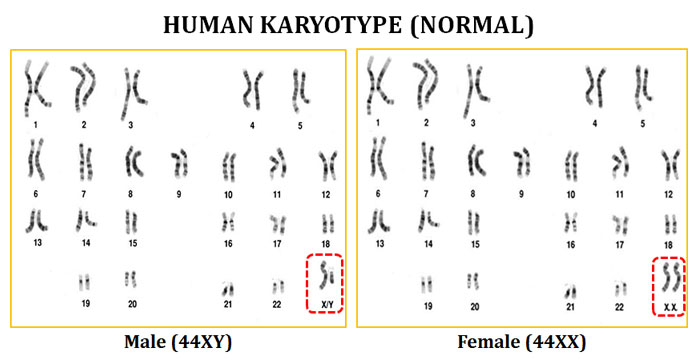 HUMAN KARYOTYPE (NORMAL)
1 2 3 4 5
6 7 8 9 10 11 12
13 14 15 16 17 18
19 20 21 22 X/Y
Male (44XY)
1 2 3 4 5
6 7 8 9 10 11 12
13 14 15 16 17 18
19 20 21 22 X.X.
Female (44XX)